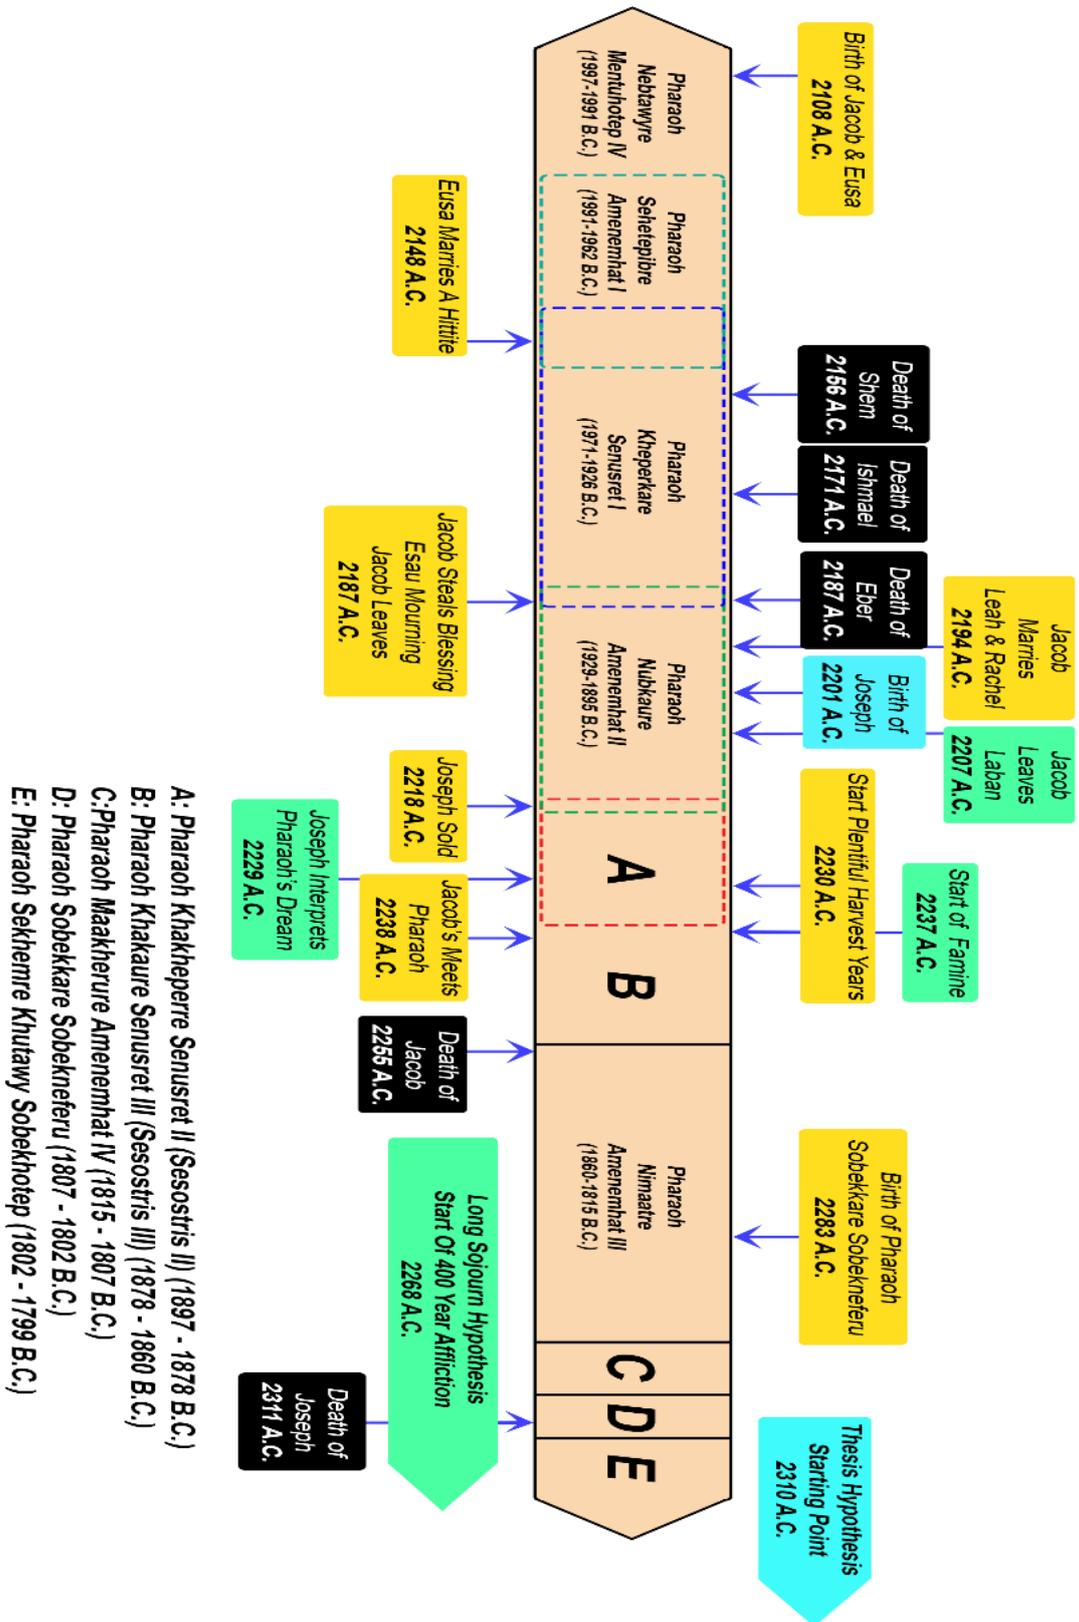 Birth of Jacob & Eusa
2108 A.C.
Death of
Shem
2156 A.C.
Death of
Ishmael
2171 A.C.
Death of
Eber
2187 A.C.
Jacob
Marries
Leah & Rachel
2194 A.C.
Birth of
Joseph
2201 A.C.
Jacob
Leaves
Laban
2207 A.C.
Start Plentiful Harvest Years
2230 A.C.
Start of Famine
2237 A.C.
Birth of Pharaoh
Sobekkare Sobekneferu
2283 A.C.
Thesis Hypothesis
Starting Point
2310 A.C.
Pharaoh
Nebtawyre
Mentuhotep IV
(1997-1991 B.C.)
Pharaoh
Sehetepibre
Amenemhat I
(1991-1962 B.C.)
Pharaoh
Kheperkare
Senusret I
(1971-1926 B.C.)
Pharaoh
Nubkaure
Amenemhat II
(1929-1895 B.C.)
A
B
Pharaoh
Nimaatre
Amenemhat III
(1860-1815 B.C.)
C
D
E
Eusa Marries A Hittite
2148 A.C.
Jacob Steals Blessing
Esau Mourning
Jacob Leaves
2187 A.C.
Joseph Sold
2218 A.C.
Joseph Interprets
Pharaoh's Dream
2229 A.C.
Jacob's Meets
Pharaoh
2238 A.C.
Death of
Jacob
2255 A.C.
Long Sojourn Hypothesis
Start Of 400 Year Affliction
2268 A.C.
Death of
Joseph
2311 A.C.
A: Pharaoh Khakheperre Senusret II (Sesostris II) (1897 - 1878 B.C.)
B: Pharaoh Khakaure Senusret III (Sesostris III) (1878 - 1860 B.C.)
C:Pharaoh Maakherure Amenemhat IV (1815 - 1807 B.C.)
D: Pharaoh Sobekkare Sobekneferu (1807 - 1802 B.C.)
E: Pharaoh Sekhemre Khutawy Sobekhotep (1802 - 1799 B.C.)